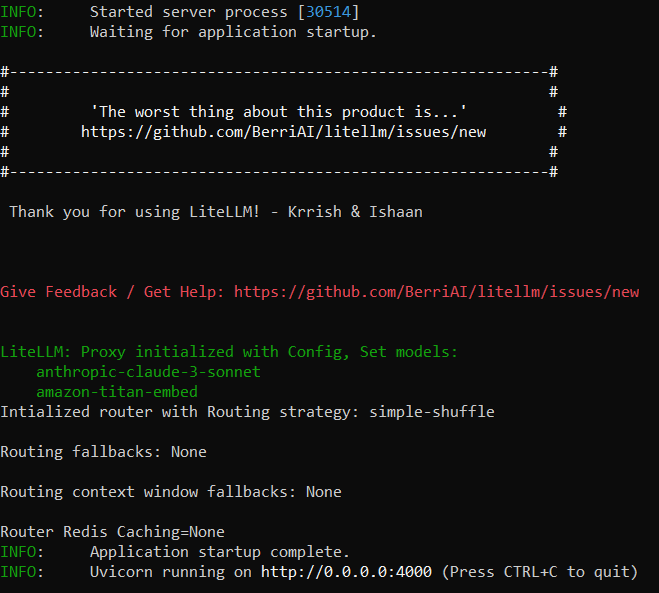 INFO:     Started server process [30514]
INFO:     Waiting for application startup.
#------------------------------------------------------------#
#                                                            #
#         'The worst thing about this product is...'          #
#        https://github.com/BerriAI/litellm/issues/new        #
#                                                            #
#------------------------------------------------------------#
 Thank you for using LiteLLM! - Krrish & Ishaan
Give Feedback / Get Help: https://github.com/BerriAI/litellm/issues/new
LiteLLM: Proxy initialized with Config, Set models:
    anthropic-claude-3-sonnet
    amazon-titan-embed
Intialized router with Routing strategy: simple-shuffle
Routing fallbacks: None
Routing context window fallbacks: None
Router Redis Caching=None
INFO:     Application startup complete.
INFO:     Uvicorn running on http://0.0.0.0:4000 (Press CTRL+C to quit)